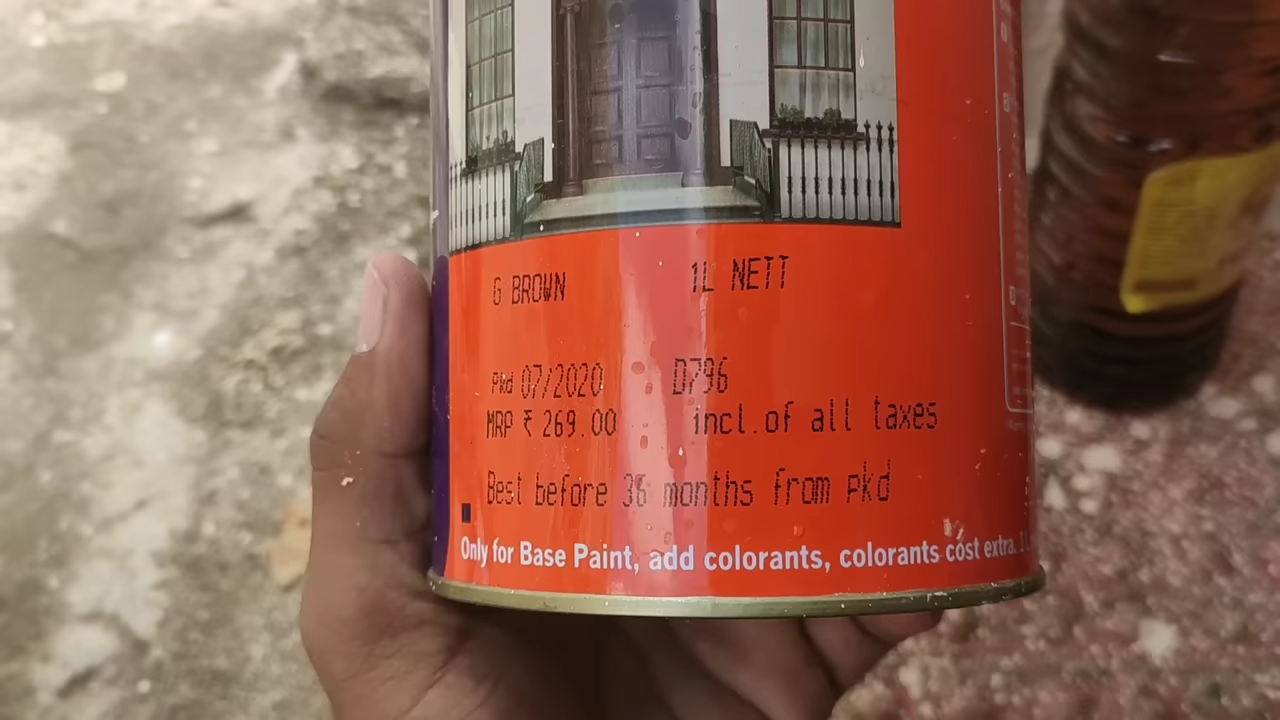 G BROWN 1L NETT
Pkd 07/2020 D796
MRP ₹ 269.00 incl.of all taxes
Best before 36 months from pkd
Only for Base Paint, add colorants, colorants cost extra.